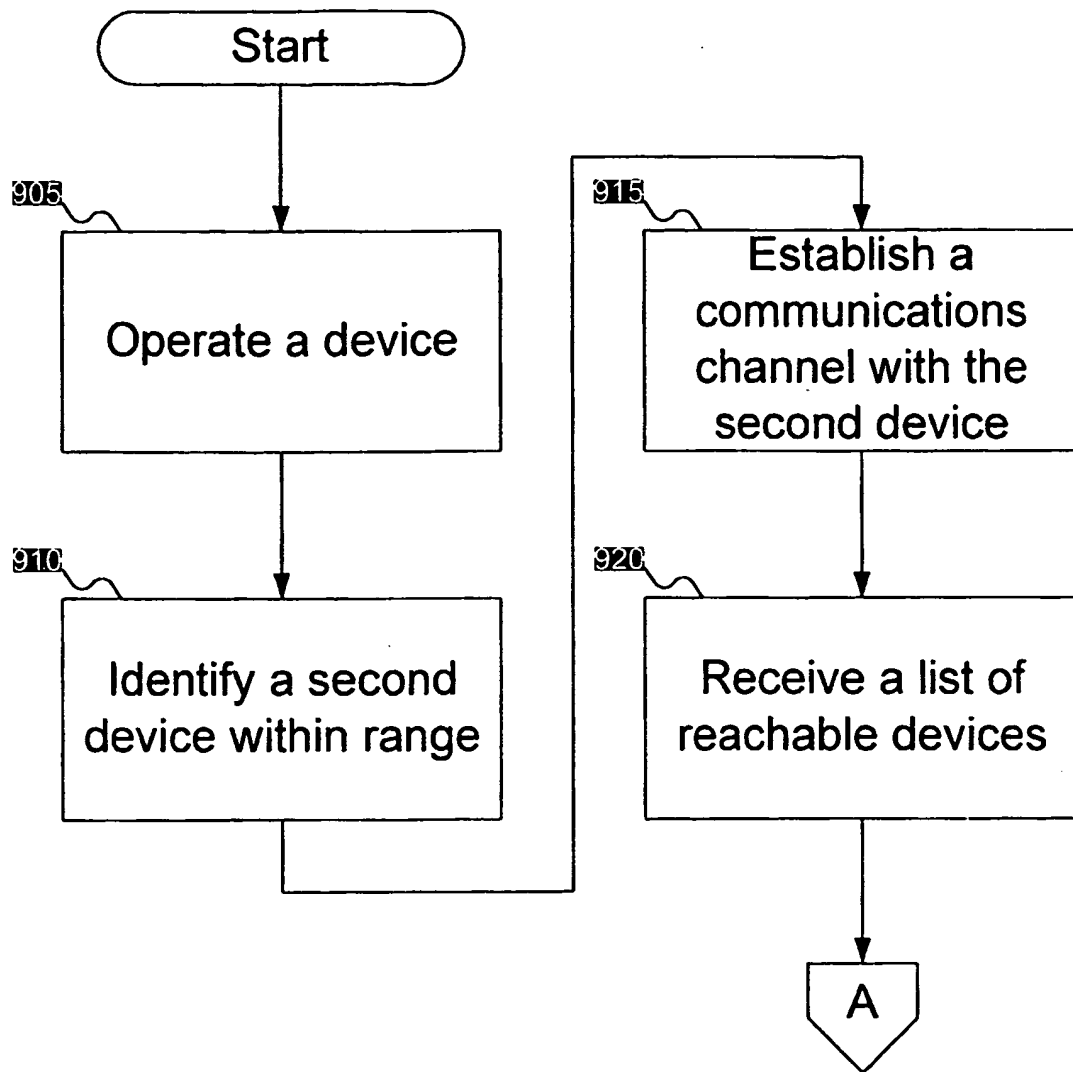 Start
905
Operate a device
910
Identify a second
device within range
915
Establish a
communications
channel with the
second device
920
Receive a list of
reachable devices
A